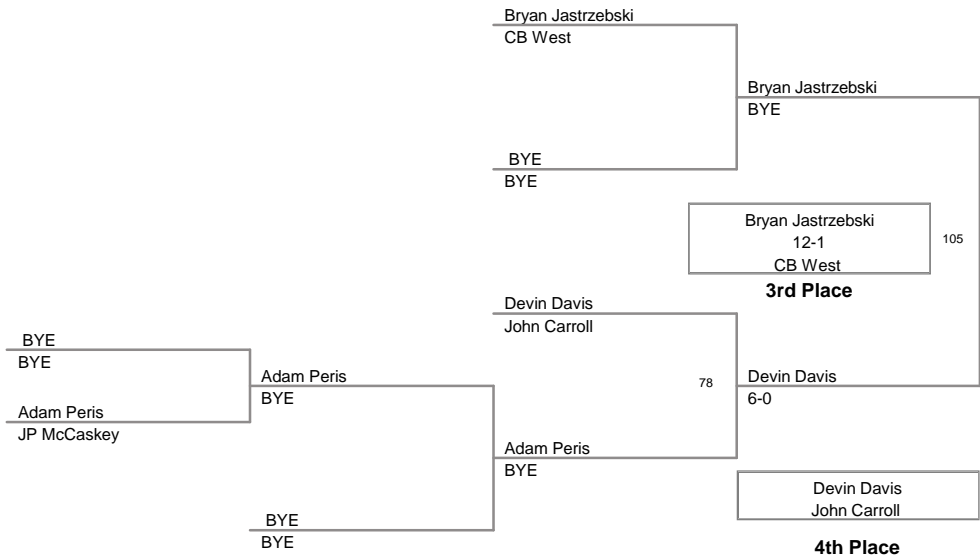 Bryan Jastrzebski
CB West
Bryan Jastrzebski
BYE
BYE
BYE
Bryan Jastrzebski
12-1
CB West
105
3rd Place
Devin Davis
John Carroll
BYE
BYE
Adam Peris
BYE
78
Devin Davis
6-0
Adam Peris
JP McCaskey
Adam Peris
BYE
Devin Davis
John Carroll
BYE
BYE
4th Place